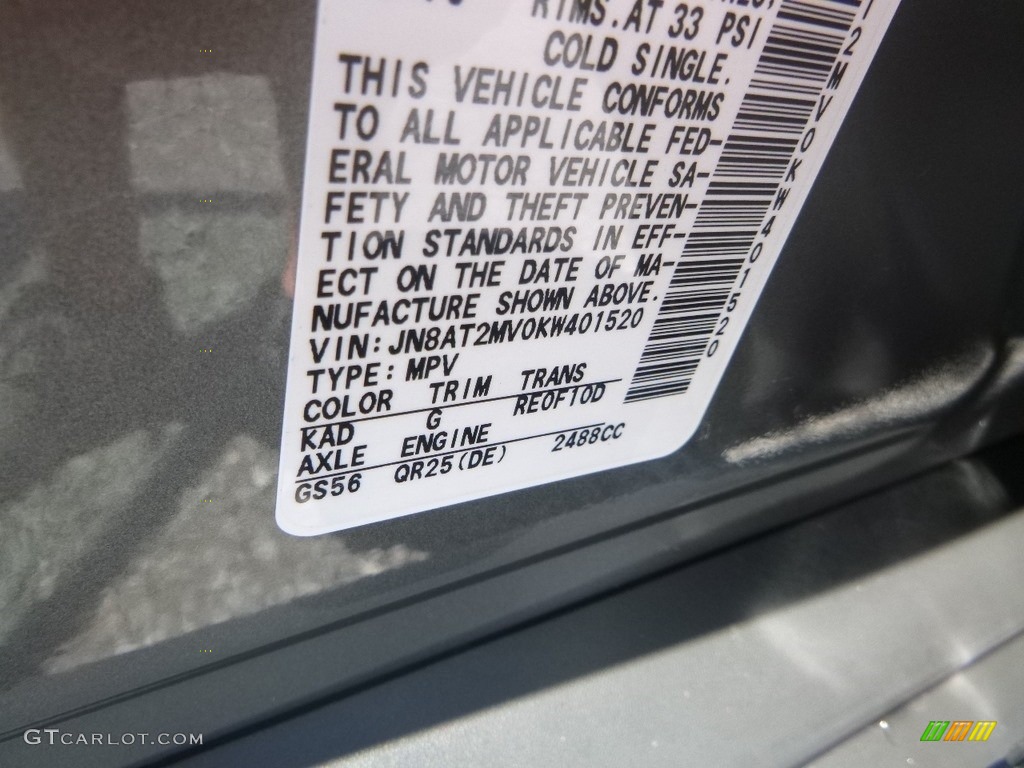 RIMS. AT 33 PSI
COLD SINGLE.
THIS VEHICLE CONFORMS
TO ALL APPLICABLE FED-
ERAL MOTOR VEHICLE SA-
FETY AND THEFT PREVEN-
TION STANDARDS IN EFF-
ECT ON THE DATE OF MA-
NUFACTURE SHOWN ABOVE.
VIN: JN8AT2MV0KW401520
TYPE: MPV
COLOR TRIM TRANS
KAD G RE0F10D
AXLE ENGINE
GS56 QR25(DE) 2488CC
2MV0KW401520
GTCARLOT.COM